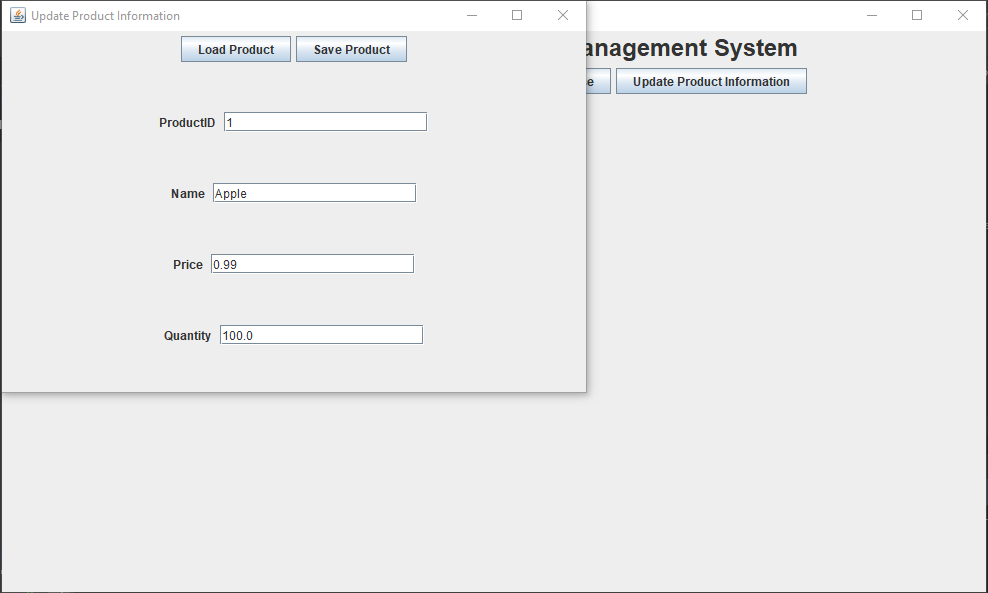 Update Product Information
Load Product Save Product
ProductID 1
Name Apple
Price 0.99
Quantity 100.0
Management System
Update Product Information